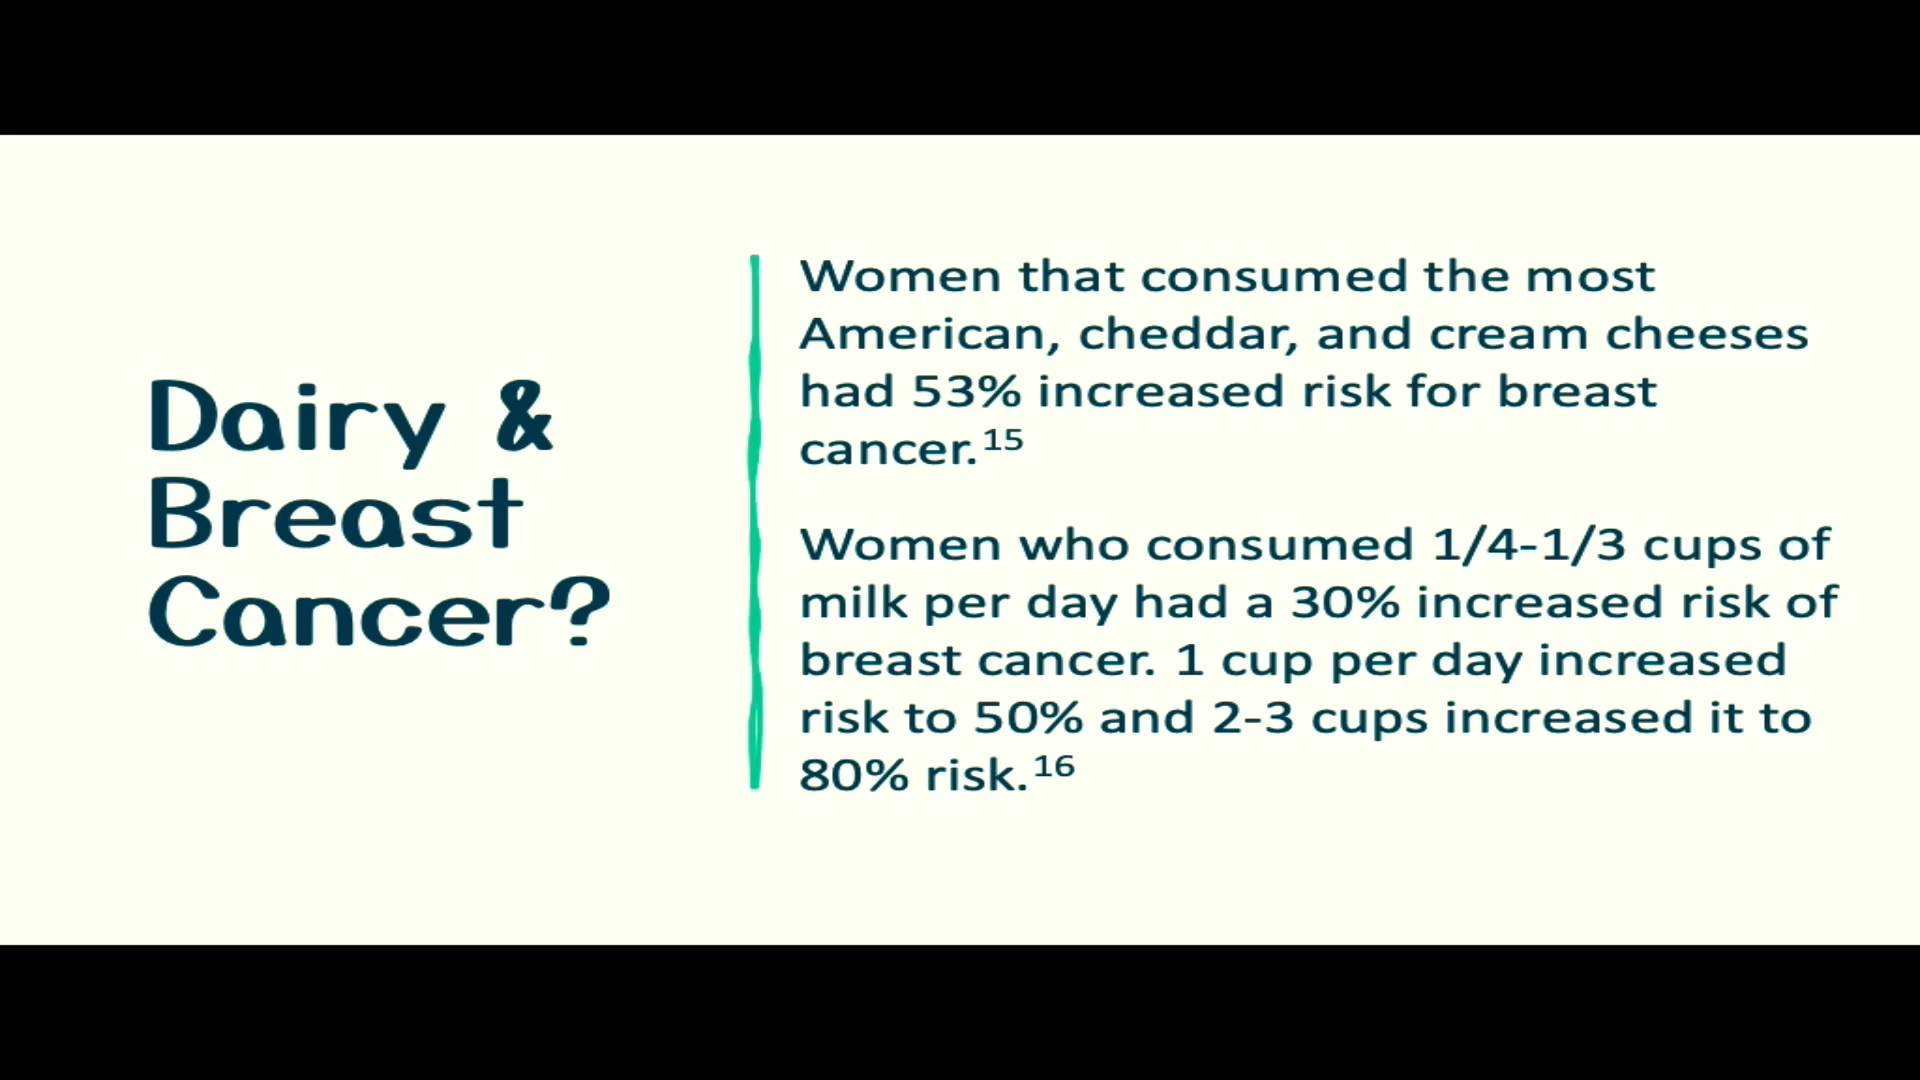 Dairy &
Breast
Cancer?
Women that consumed the most
American, cheddar, and cream cheeses
had 53% increased risk for breast
cancer.15
Women who consumed 1/4-1/3 cups of
milk per day had a 30% increased risk of
breast cancer. 1 cup per day increased
risk to 50% and 2-3 cups increased it to
80% risk.16